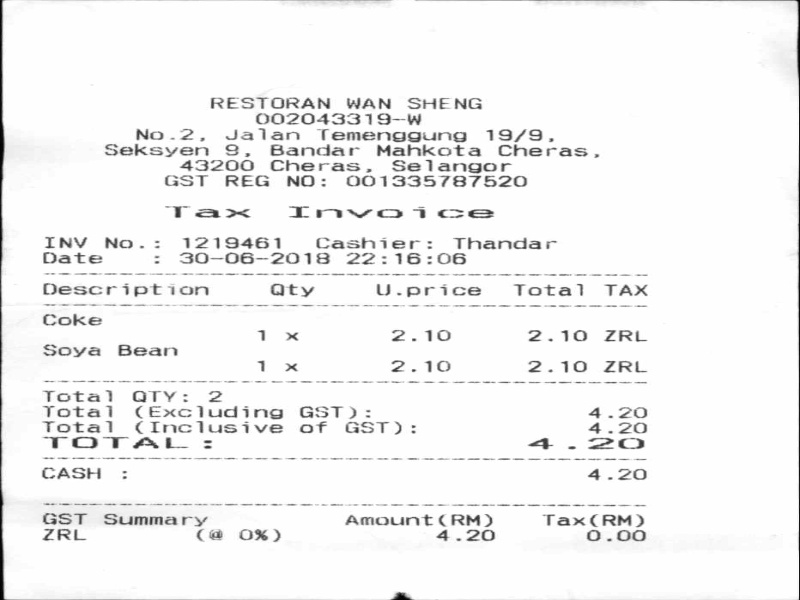 RESTORAN WAN SHENG
002043319-W
No.2, Jalan Temenggung 19/9,
Seksyen 9, Bandar Mahkota Cheras,
43200 Cheras, Selangor
GST REG NO: 001335787520
Tax Invoice
INV No.: 1219461 Cashier: Thandar
Date : 30-06-2018 22:16:06
Description Qty U.price Total TAX
Coke
1 x 2.10 2.10 ZRL
Soya Bean
1 x 2.10 2.10 ZRL
Total QTY: 2
Total (Excluding GST): 4.20
Total (Inclusive of GST): 4.20
TOTAL: 4.20
CASH : 4.20
GST Summary Amount(RM) Tax(RM)
ZRL (@ 0%) 4.20 0.00